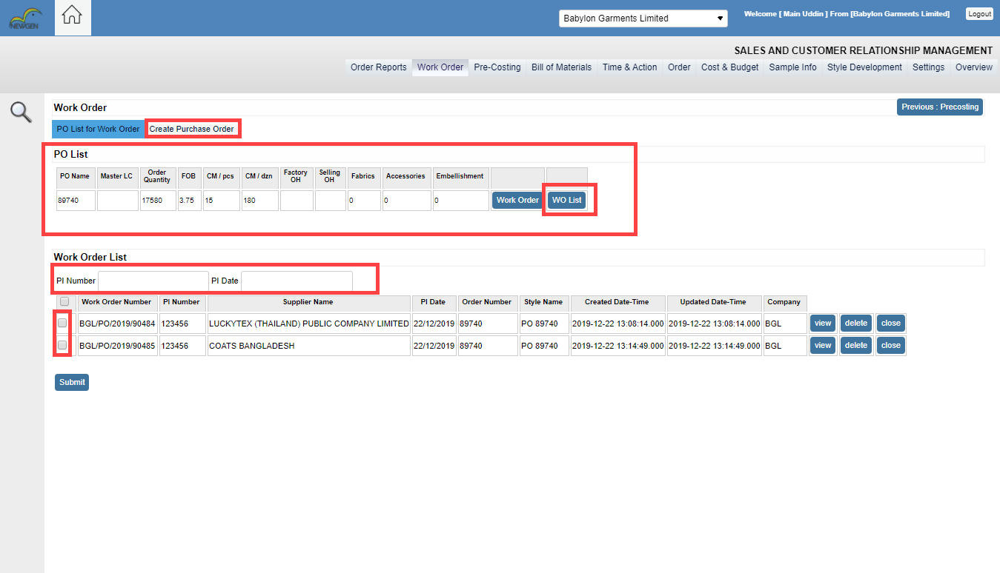 NEWGEN
Babylon Garments Limited
Welcome [ Main Uddin ] From [Babylon Garments Limited]
Logout
SALES AND CUSTOMER RELATIONSHIP MANAGEMENT
Order Reports Work Order Pre-Costing Bill of Materials Time & Action Order Cost & Budget Sample Info Style Development Settings Overview
Work Order
Previous : Precosting
PO List for Work Order Create Purchase Order
PO List
PO Name Master LC Order Quantity FOB CM / pcs CM / dzn Factory OH Selling OH Fabrics Accessories Embellishment
89740 17580 3.75 15 180 0 0 0 Work Order WO List
Work Order List
PI Number PI Date
Work Order Number PI Number Supplier Name PI Date Order Number Style Name Created Date-Time Updated Date-Time Company
BGL/PO/2019/90484 123456 LUCKYTEX (THAILAND) PUBLIC COMPANY LIMITED 22/12/2019 89740 PO 89740 2019-12-22 13:08:14.000 2019-12-22 13:08:14.000 BGL view delete close
BGL/PO/2019/90485 123456 COATS BANGLADESH 22/12/2019 89740 PO 89740 2019-12-22 13:14:49.000 2019-12-22 13:14:49.000 BGL view delete close
Submit